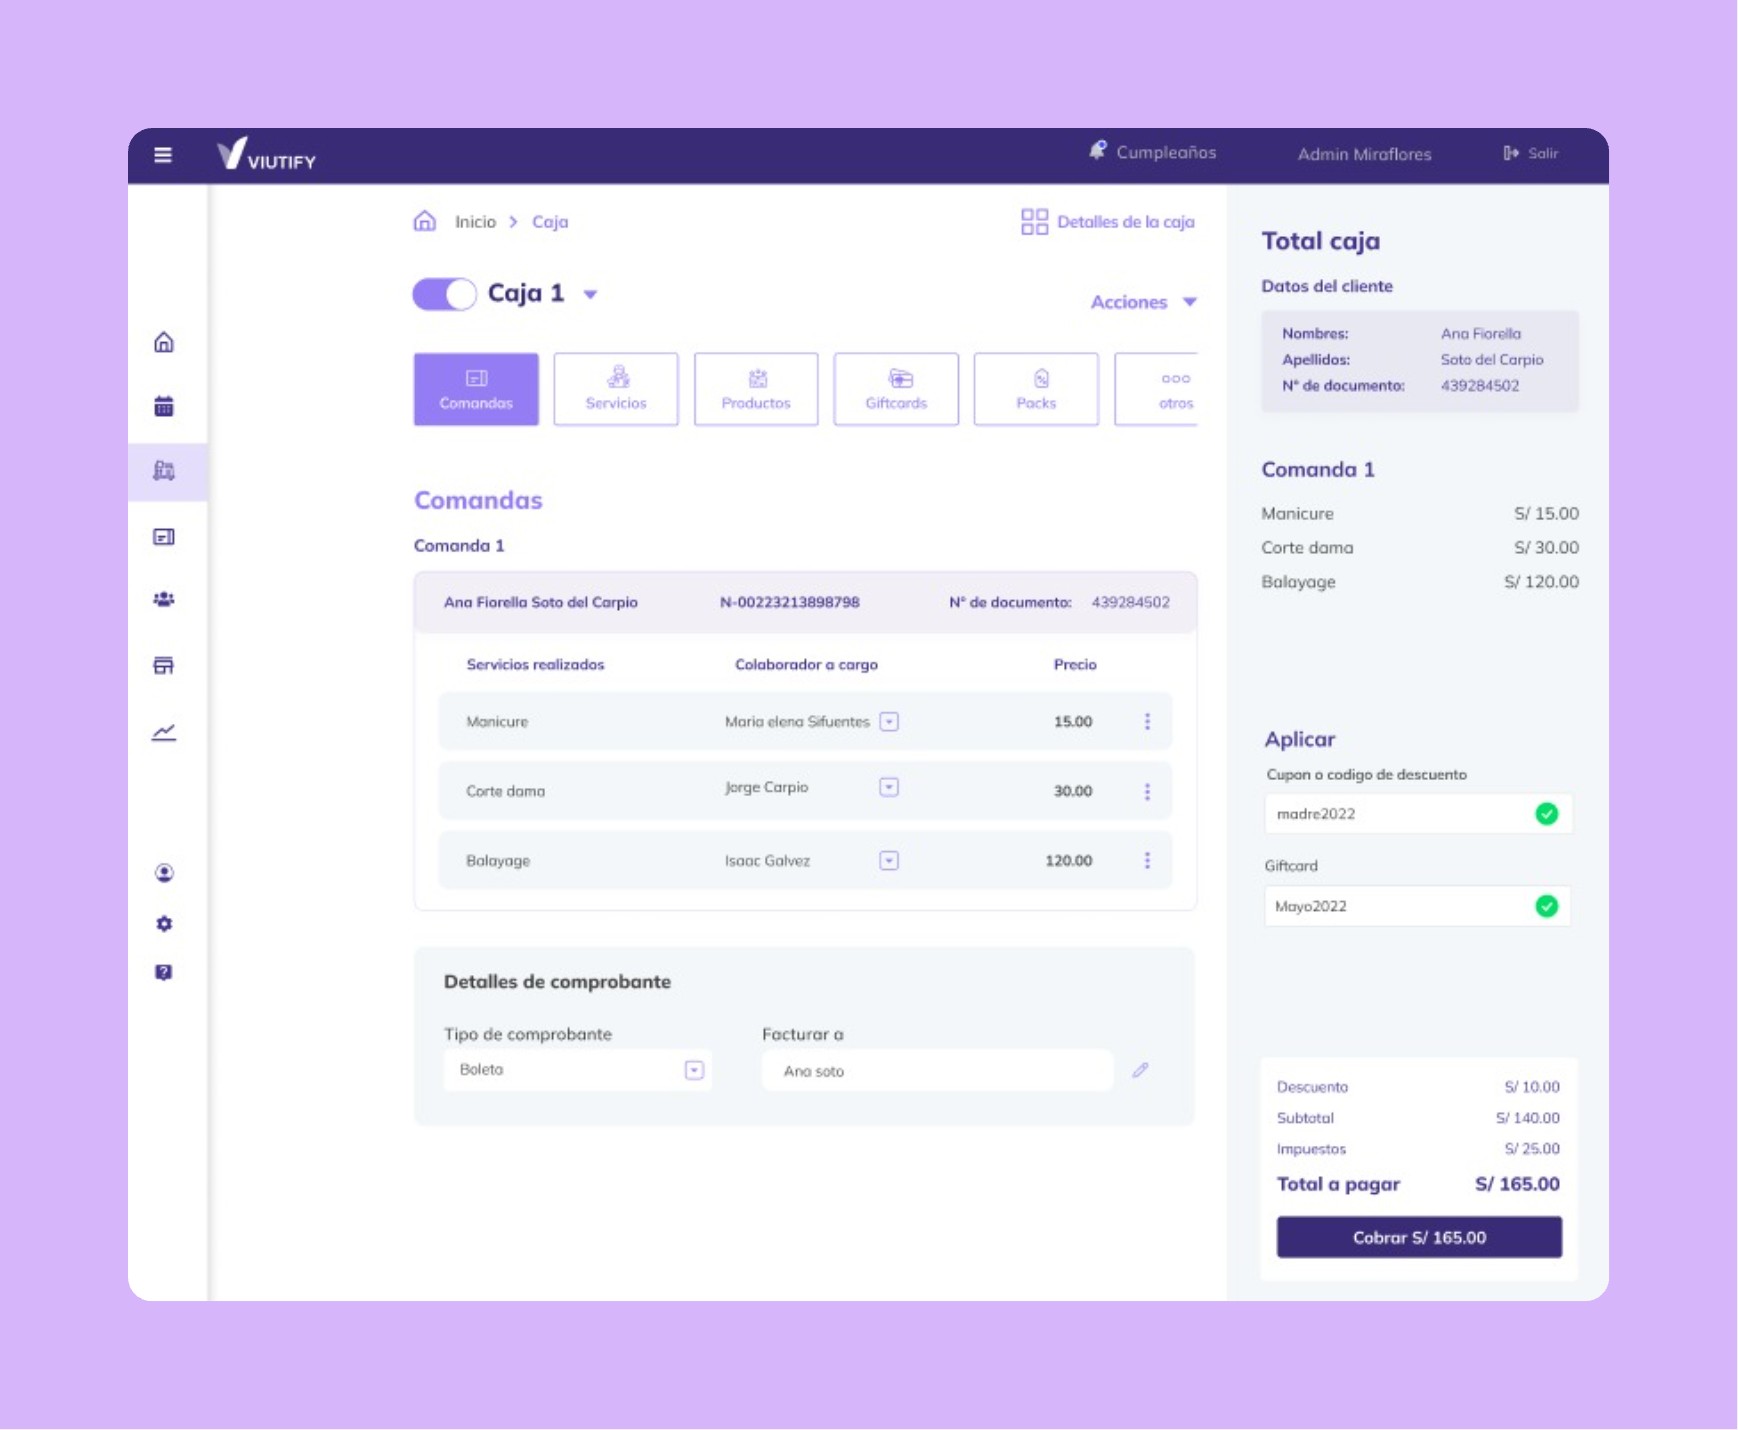 VIUTIFY
Cumpleaños
Admin Miraflores
Salir
Inicio > Caja
Detalles de la caja
Caja 1
Acciones
Comandas
Servicios
Productos
Giftcards
Packs
otros
Comandas
Comanda 1
Ana Fiorella Soto del Carpio N-00223213898798 N° de documento: 439284502
Servicios realizados Colaborador a cargo Precio
Manicure Maria elena Sifuentes 15.00
Corte dama Jorge Carpio 30.00
Balayage Isaac Galvez 120.00
Detalles de comprobante
Tipo de comprobante Facturar a
Boleta Ana soto
Total caja
Datos del cliente
Nombres: Ana Fiorella
Apellidos: Soto del Carpio
N° de documento: 439284502
Comanda 1
Manicure S/ 15.00
Corte dama S/ 30.00
Balayage S/ 120.00
Aplicar
Cupon o codigo de descuento
madre2022
Giftcard
Mayo2022
Descuento S/ 10.00
Subtotal S/ 140.00
Impuestos S/ 25.00
Total a pagar S/ 165.00
Cobrar S/ 165.00